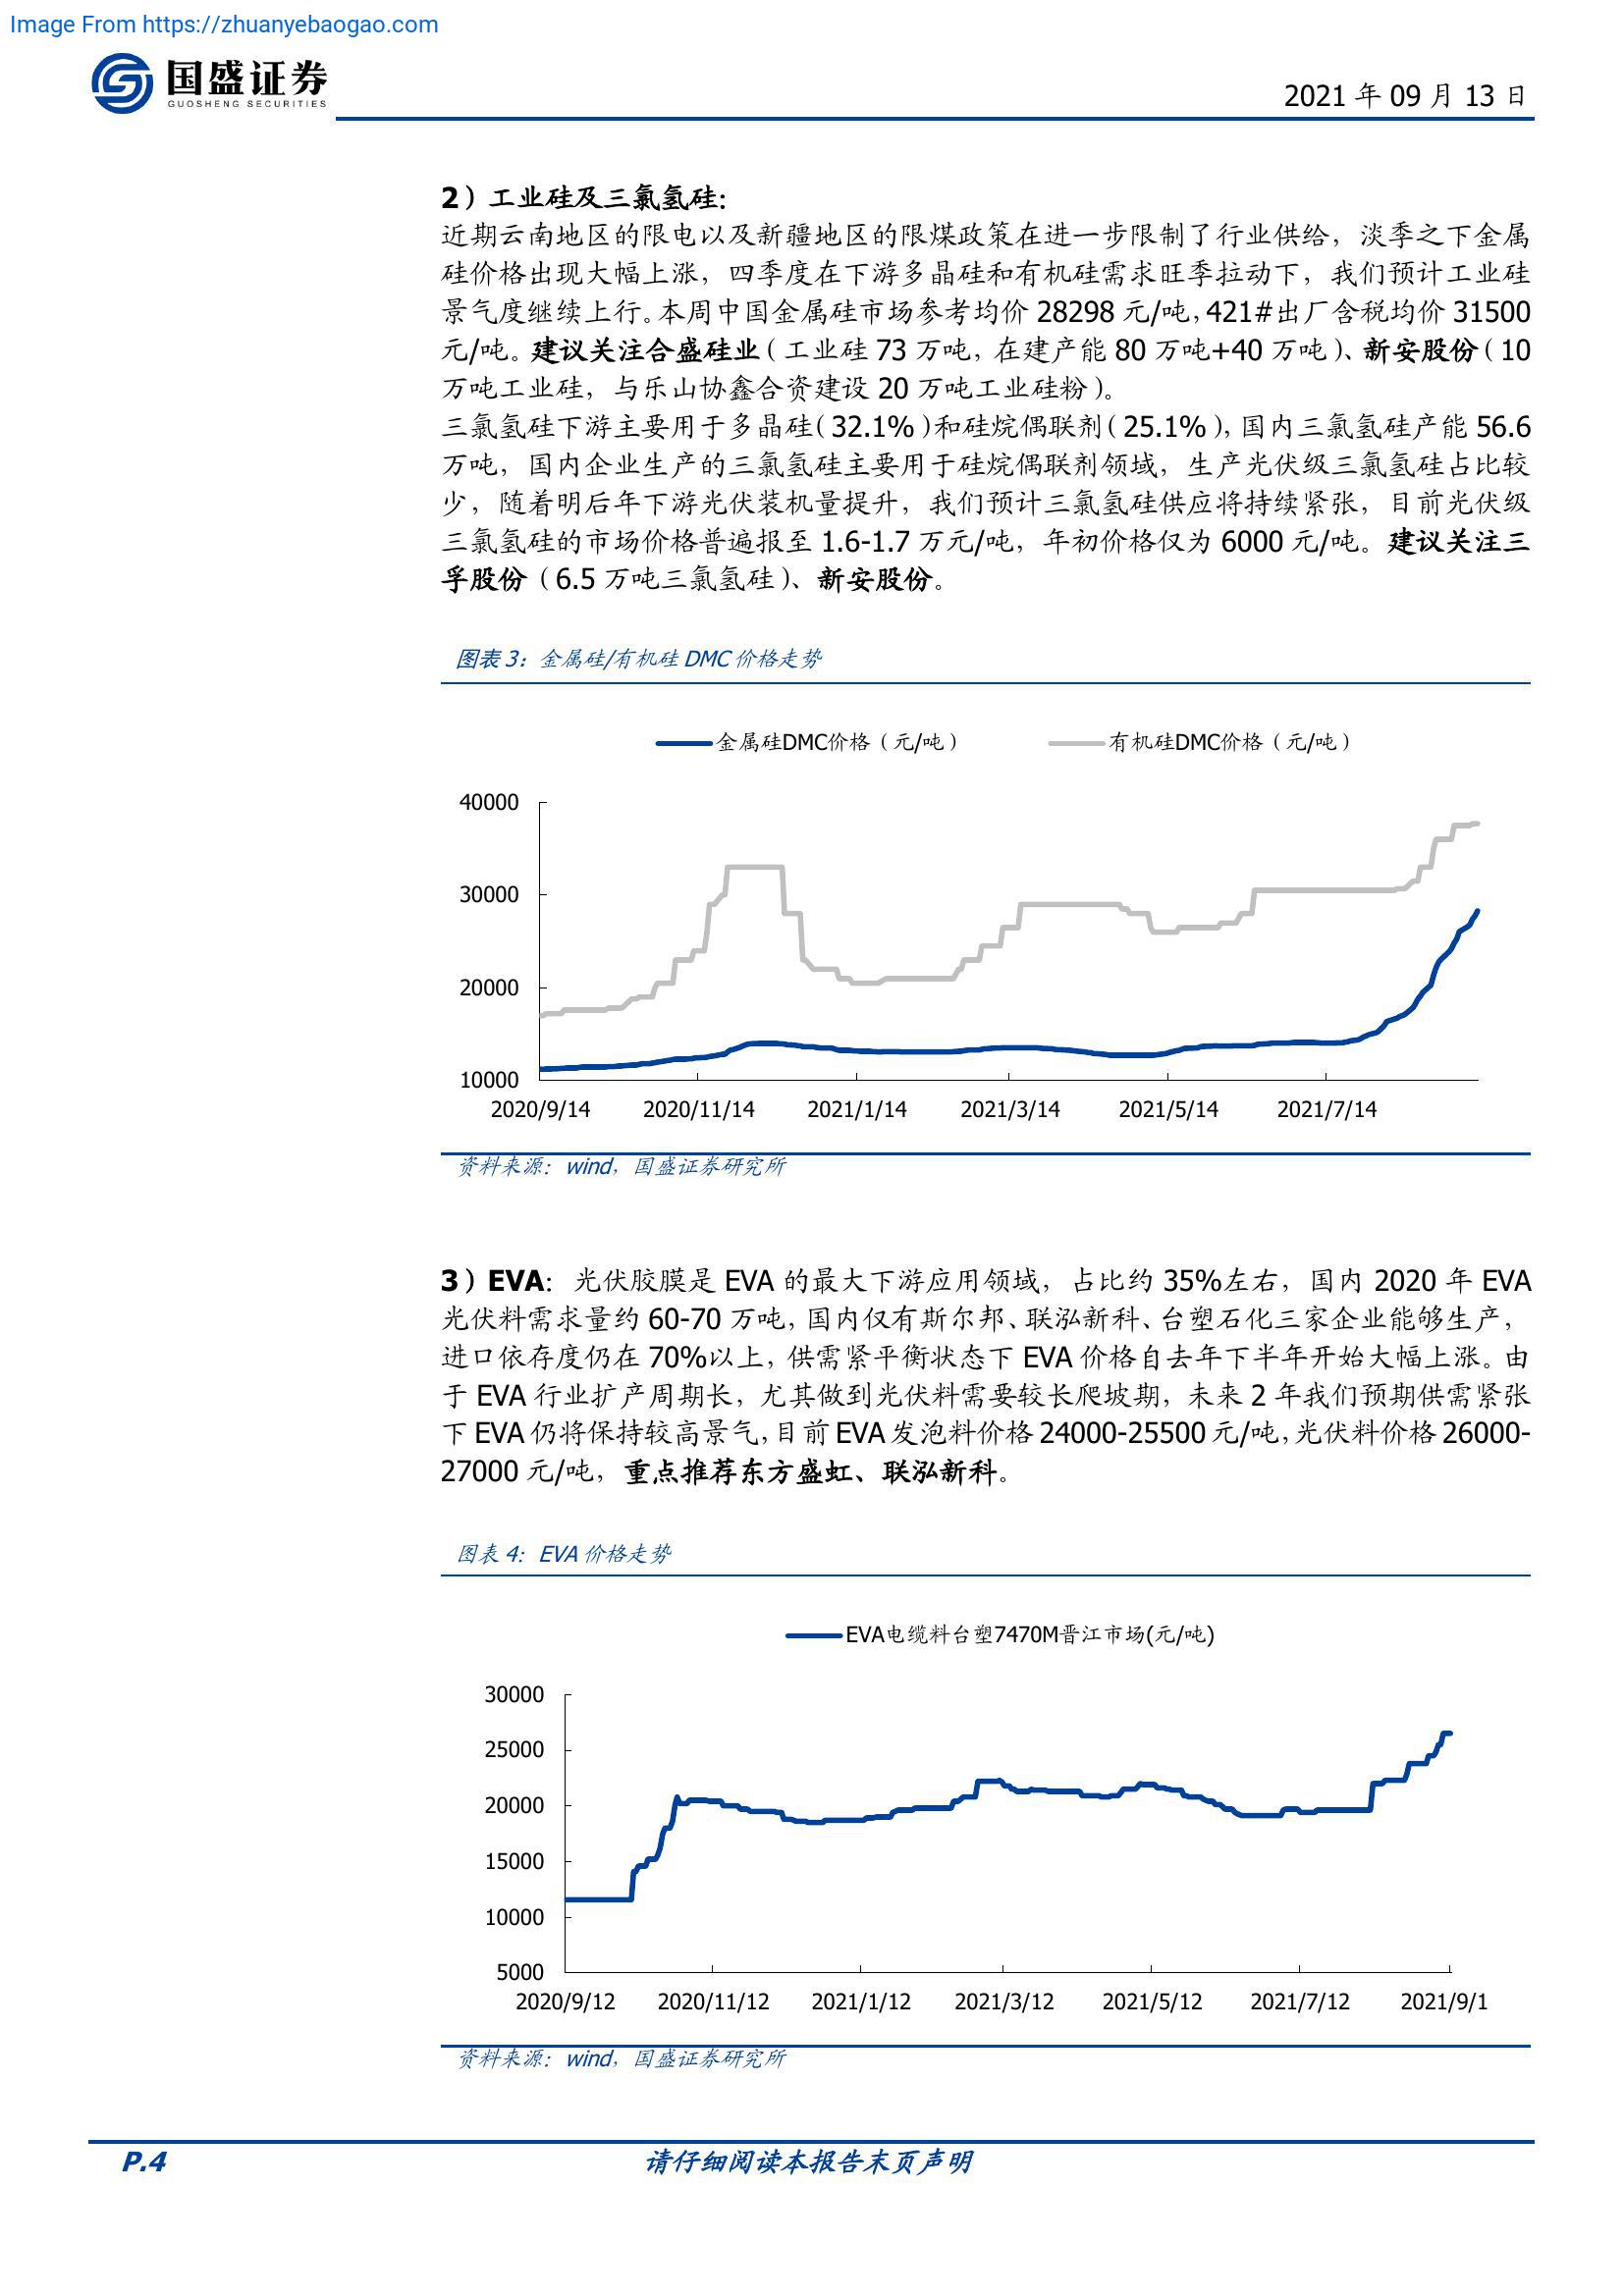 Image From https://zhuanyebaogao.com
国盛证券
GUOSHENG SECURITIES
2021 年 09 月 13 日
2）工业硅及三氯氢硅：
近期云南地区的限电以及新疆地区的限煤政策在进一步限制了行业供给，淡季之下金属
硅价格出现大幅上涨，四季度在下游多晶硅和有机硅需求旺季拉动下，我们预计工业硅
景气度继续上行。本周中国金属硅市场参考均价 28298 元/吨，421#出厂含税均价 31500
元/吨。建议关注合盛硅业（工业硅 73 万吨，在建产能 80 万吨+40 万吨）、新安股份（10
万吨工业硅，与乐山协鑫合资建设 20 万吨工业硅粉）。
三氯氢硅下游主要用于多晶硅（32.1%）和硅烷偶联剂（25.1%），国内三氯氢硅产能 56.6
万吨，国内企业生产的三氯氢硅主要用于硅烷偶联剂领域，生产光伏级三氯氢硅占比较
少，随着明后年下游光伏装机量提升，我们预计三氯氢硅供应将持续紧张，目前光伏级
三氯氢硅的市场价格普遍报至 1.6-1.7 万元/吨，年初价格仅为 6000 元/吨。建议关注三
孚股份（6.5 万吨三氯氢硅）、新安股份。
图表 3：金属硅/有机硅 DMC 价格走势
金属硅DMC价格（元/吨） 有机硅DMC价格（元/吨）
40000
30000
20000
10000
2020/9/14 2020/11/14 2021/1/14 2021/3/14 2021/5/14 2021/7/14
资料来源：wind，国盛证券研究所
3）EVA：光伏胶膜是 EVA 的最大下游应用领域，占比约 35%左右，国内 2020 年 EVA
光伏料需求量约 60-70 万吨，国内仅有斯尔邦、联泓新科、台塑石化三家企业能够生产，
进口依存度仍在 70%以上，供需紧平衡状态下 EVA 价格自去年下半年开始大幅上涨。由
于 EVA 行业扩产周期长，尤其做到光伏料需要较长爬坡期，未来 2 年我们预期供需紧张
下 EVA 仍将保持较高景气，目前 EVA 发泡料价格 24000-25500 元/吨，光伏料价格 26000-
27000 元/吨，重点推荐东方盛虹、联泓新科。
图表 4：EVA 价格走势
EVA电缆料台塑7470M晋江市场(元/吨)
30000
25000
20000
15000
10000
5000
2020/9/12 2020/11/12 2021/1/12 2021/3/12 2021/5/12 2021/7/12 2021/9/1
资料来源：wind，国盛证券研究所
P.4 请仔细阅读本报告末页声明